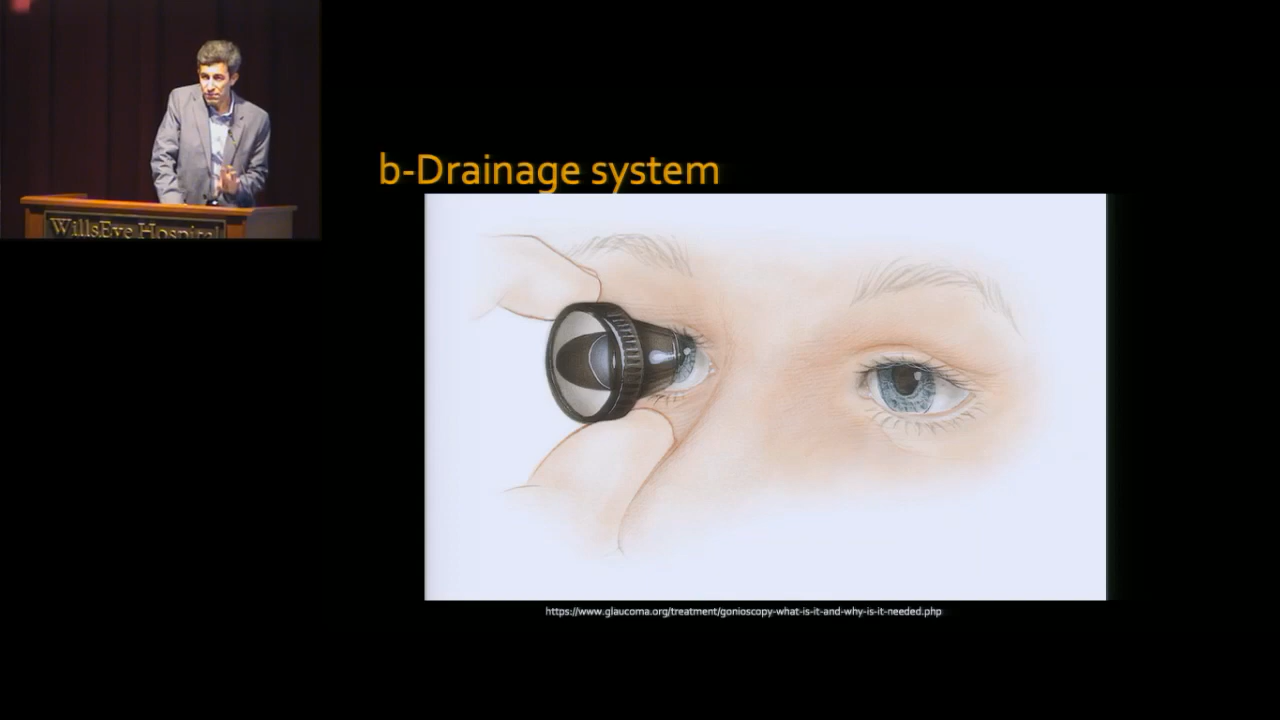 WillsEye Hospital
b-Drainage system
https://www.glaucoma.org/treatment/gonioscopy-what-is-it-and-why-is-it-needed.php